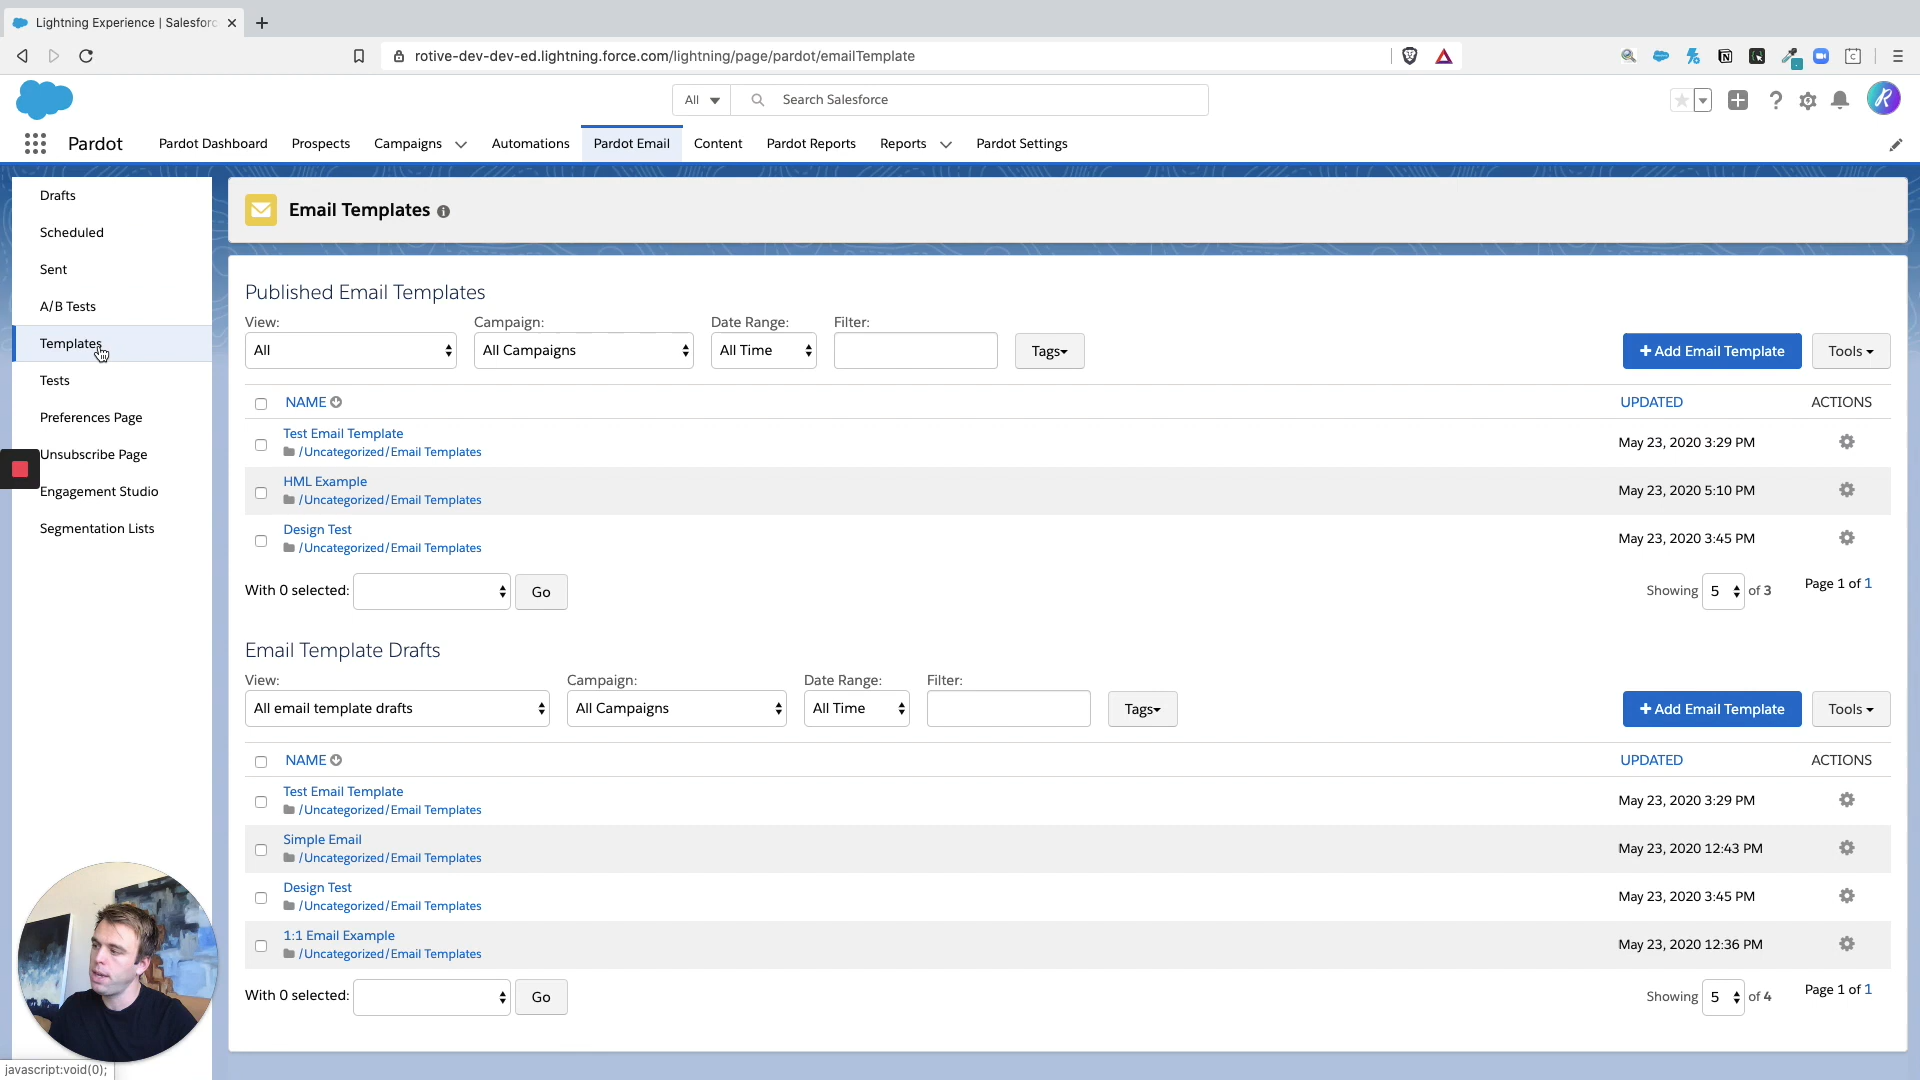 Lightning Experience | Salesforc
rotive-dev-dev-ed.lightning.force.com/lightning/page/pardot/emailTemplate
All
Search Salesforce
Pardot
Pardot Dashboard
Prospects
Campaigns
Automations
Pardot Email
Content
Pardot Reports
Reports
Pardot Settings
Drafts
Scheduled
Sent
A/B Tests
Templates
Tests
Preferences Page
Unsubscribe Page
Engagement Studio
Segmentation Lists
Email Templates
Published Email Templates
View: Campaign: Date Range: Filter:
All All Campaigns All Time Tags + Add Email Template Tools
NAME UPDATED ACTIONS
Test Email Template
/Uncategorized/Email Templates May 23, 2020 3:29 PM
HML Example
/Uncategorized/Email Templates May 23, 2020 5:10 PM
Design Test
/Uncategorized/Email Templates May 23, 2020 3:45 PM
With 0 selected: Go Showing 5 of 3 Page 1 of 1
Email Template Drafts
View: Campaign: Date Range: Filter:
All email template drafts All Campaigns All Time Tags + Add Email Template Tools
NAME UPDATED ACTIONS
Test Email Template
/Uncategorized/Email Templates May 23, 2020 3:29 PM
Simple Email
/Uncategorized/Email Templates May 23, 2020 12:43 PM
Design Test
/Uncategorized/Email Templates May 23, 2020 3:45 PM
1:1 Email Example
/Uncategorized/Email Templates May 23, 2020 12:36 PM
With 0 selected: Go Showing 5 of 4 Page 1 of 1
javascript:void(0);